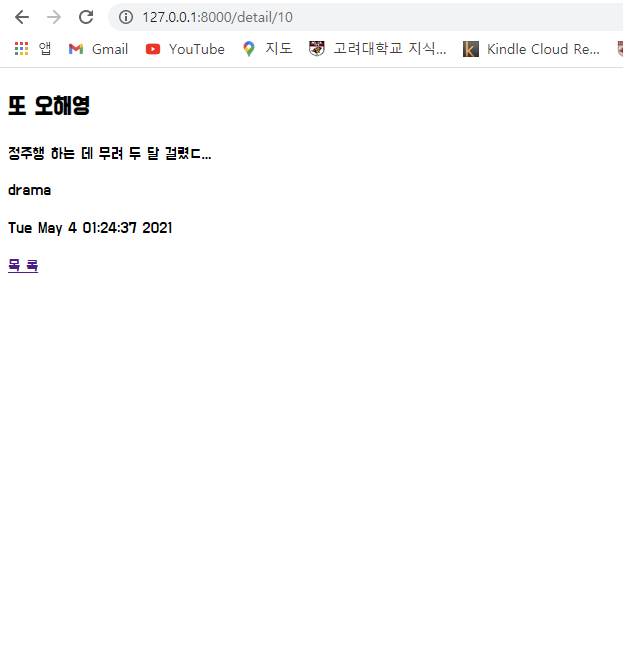 127.0.0.1:8000/detail/10
앱 Gmail YouTube 지도 고려대학교 지식... Kindle Cloud Re...
또 오해영
정주행 하는 데 무려 두 달 걸렸ㄷ...
drama
Tue May 4 01:24:37 2021
목 록